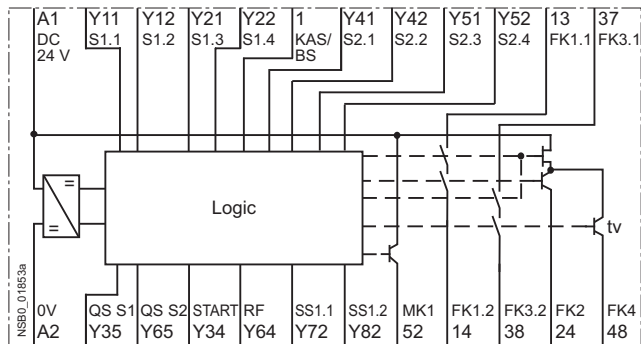 A1 Y11 Y12 Y21 Y22 1 Y41 Y42 Y51 Y52 13 37
DC S1.1 S1.2 S1.3 S1.4 KAS/ S2.1 S2.2 S2.3 S2.4 FK1.1 FK3.1
24 V BS
=
=
Logic
tv
NSB0_01853a
0V QS S1 QS S2 START RF SS1.1 SS1.2 MK1 FK1.2 FK3.2 FK2 FK4
A2 Y35 Y65 Y34 Y64 Y72 Y82 52 14 38 24 48